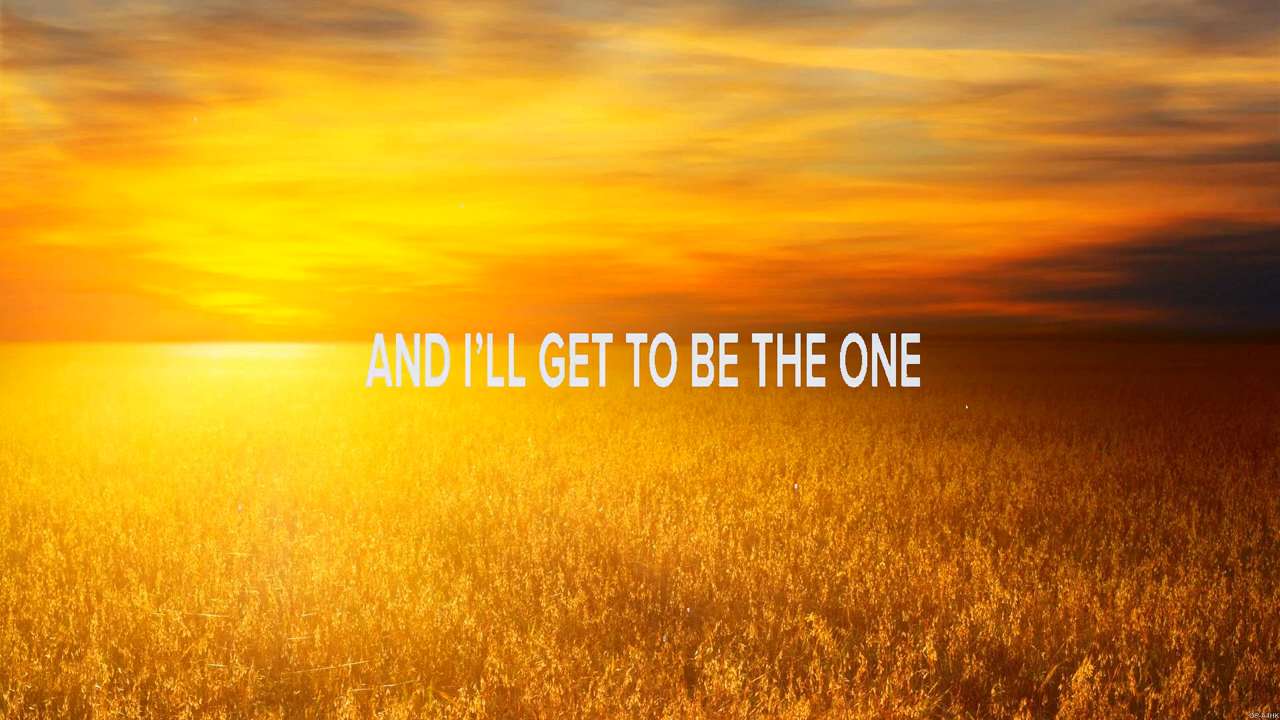 AND I’LL GET TO BE THE ONE